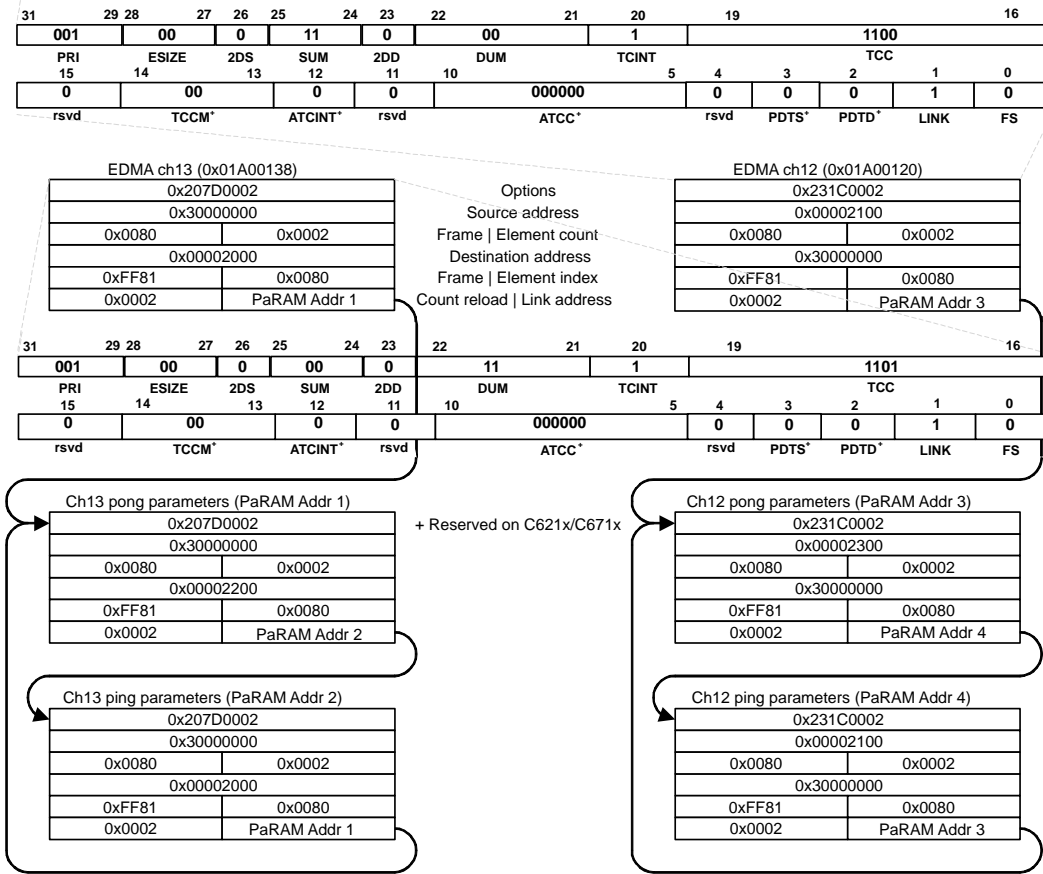 31 29 28 27 26 25 24 23 22 21 20 19 16
001 00 0 11 0 00 1 1100
PRI ESIZE 2DS SUM 2DD DUM TCINT TCC
15 14 13 12 11 10 5 4 3 2 1 0
0 00 0 0 000000 0 0 0 1 0
rsvd TCCM+ ATCINT+ rsvd ATCC+ rsvd PDTS+ PDTD+ LINK FS
EDMA ch13 (0x01A00138) EDMA ch12 (0x01A00120)
0x207D0002 Options 0x231C0002
0x30000000 Source address 0x00002100
0x0080 0x0002 Frame | Element count 0x0080 0x0002
0x00002000 Destination address 0x30000000
0xFF81 0x0080 Frame | Element index 0xFF81 0x0080
0x0002 PaRAM Addr 1 Count reload | Link address 0x0002 PaRAM Addr 3
31 29 28 27 26 25 24 23 22 21 20 19 16
001 00 0 00 0 11 1 1101
PRI ESIZE 2DS SUM 2DD DUM TCINT TCC
15 14 13 12 11 10 5 4 3 2 1 0
0 00 0 0 000000 0 0 0 1 0
rsvd TCCM+ ATCINT+ rsvd ATCC+ rsvd PDTS+ PDTD+ LINK FS
Ch13 pong parameters (PaRAM Addr 1) Ch12 pong parameters (PaRAM Addr 3)
0x207D0002 + Reserved on C621x/C671x 0x231C0002
0x30000000 0x00002300
0x0080 0x0002 0x0080 0x0002
0x00002200 0x30000000
0xFF81 0x0080 0xFF81 0x0080
0x0002 PaRAM Addr 2 0x0002 PaRAM Addr 4
Ch13 ping parameters (PaRAM Addr 2) Ch12 ping parameters (PaRAM Addr 4)
0x207D0002 0x231C0002
0x30000000 0x00002100
0x0080 0x0002 0x0080 0x0002
0x00002000 0x30000000
0xFF81 0x0080 0xFF81 0x0080
0x0002 PaRAM Addr 1 0x0002 PaRAM Addr 3